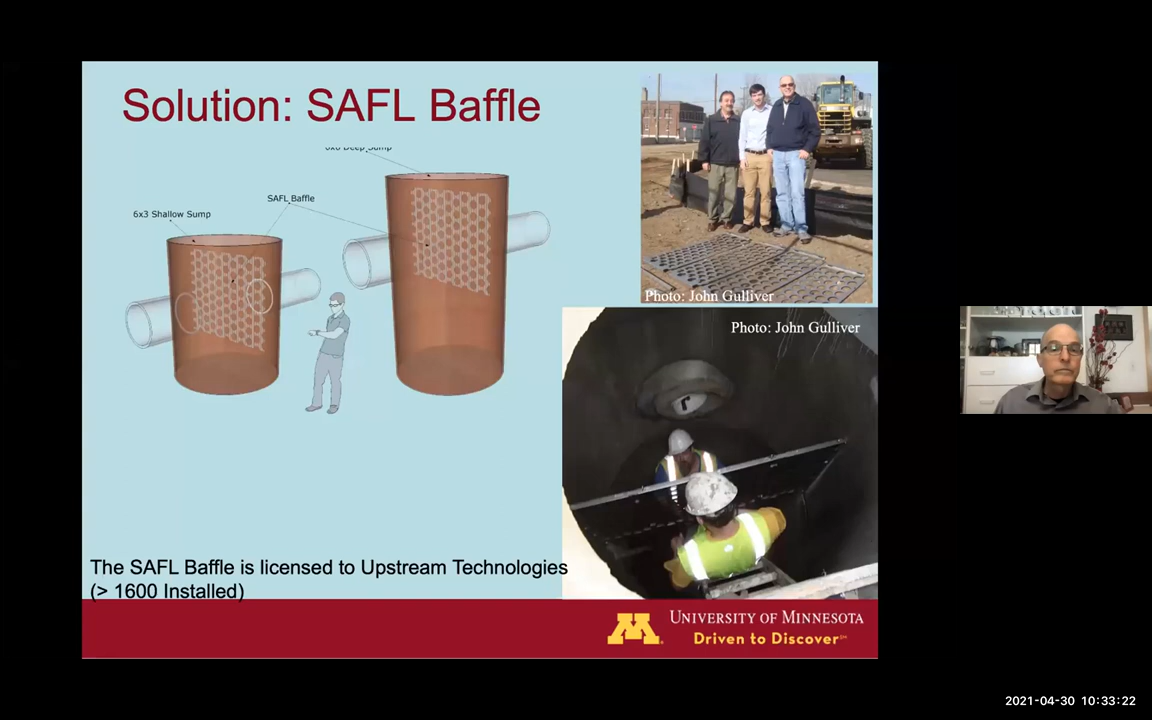 Solution: SAFL Baffle
SAFL Baffle
6x3 Shallow Sump
Photo: John Gulliver
Photo: John Gulliver
The SAFL Baffle is licensed to Upstream Technologies
(> 1600 Installed)
UNIVERSITY OF MINNESOTA
Driven to Discover
2021-04-30 10:33:22